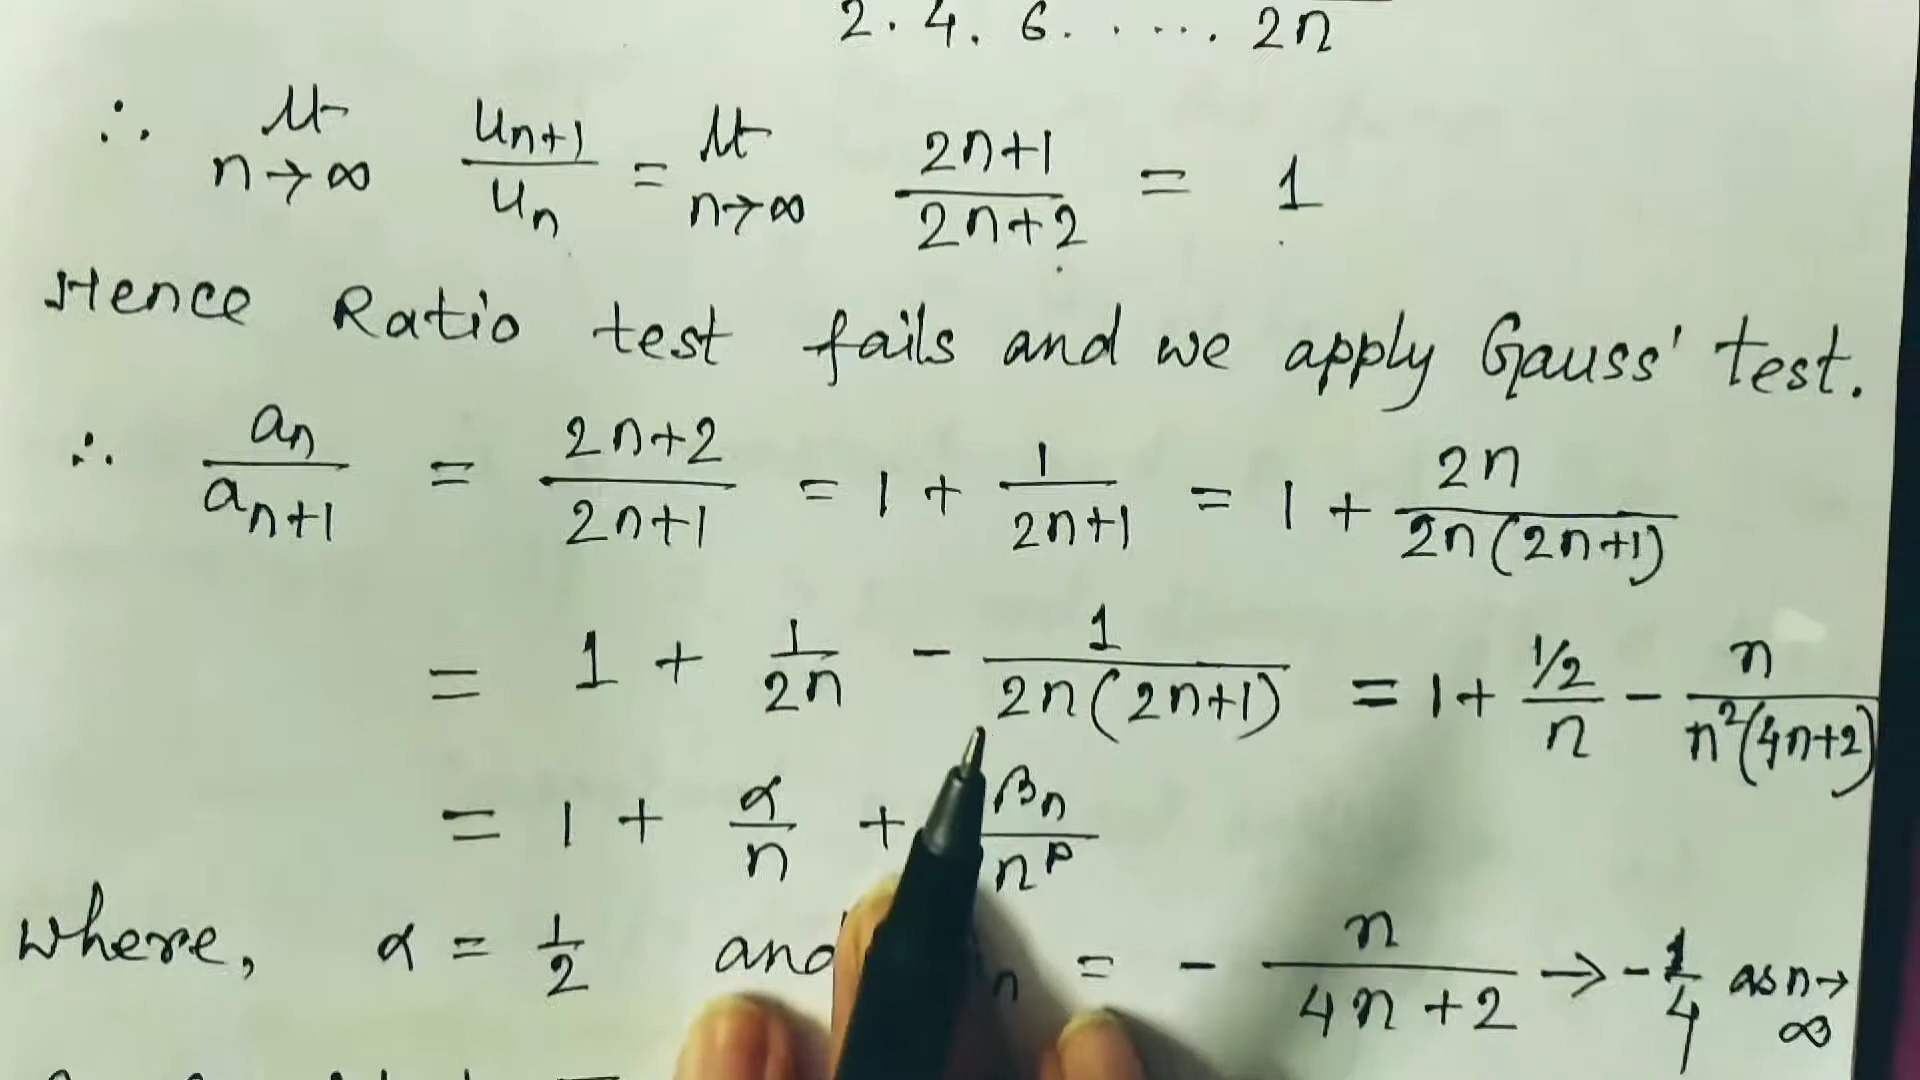 2. 4. 6. ..... 2n
∴ Lt n→∞ u_{n+1}/u_n = Lt n→∞ (2n+1)/(2n+2) = 1
Hence Ratio test fails and we apply Gauss' test.
∴ a_n/a_{n+1} = (2n+2)/(2n+1) = 1 + 1/(2n+1) = 1 + 2n/(2n(2n+1))
= 1 + 1/(2n) - 1/(2n(2n+1)) = 1 + (1/2)/n - n/(n²(4n+2))
= 1 + α/n + β_n/n^p
where, α = 1/2 and n = - n/(4n+2) → -1/4 as n→∞